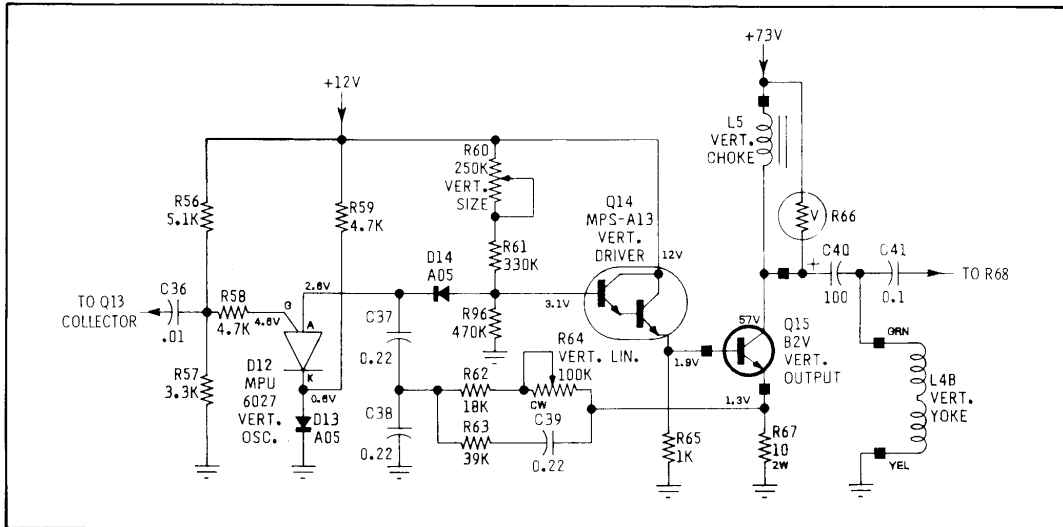 +73V
+12V
L5
VERT.
CHOKE
R60
250K
VERT.
SIZE
Q14
MPS-A13
VERT.
DRIVER
R56
5.1K
R59
4.7K
V
R66
R61
330K
D14
A05
12V
C40
100
+
C41
0.1
TO R68
TO Q13
COLLECTOR
C36
.01
R58
4.7K
4.6V
G
2.6V
A
K
0.6V
3.1V
C37
0.22
R96
470K
R64
VERT. LIN.
100K
CW
57V
Q15
B2V
VERT.
OUTPUT
1.9V
GRN
R57
3.3K
D12
MPU
6027
VERT.
OSC.
D13
A05
C38
0.22
R62
18K
R63
39K
C39
0.22
1.3V
R65
1K
R67
10
2W
L4B
VERT.
YOKE
YEL